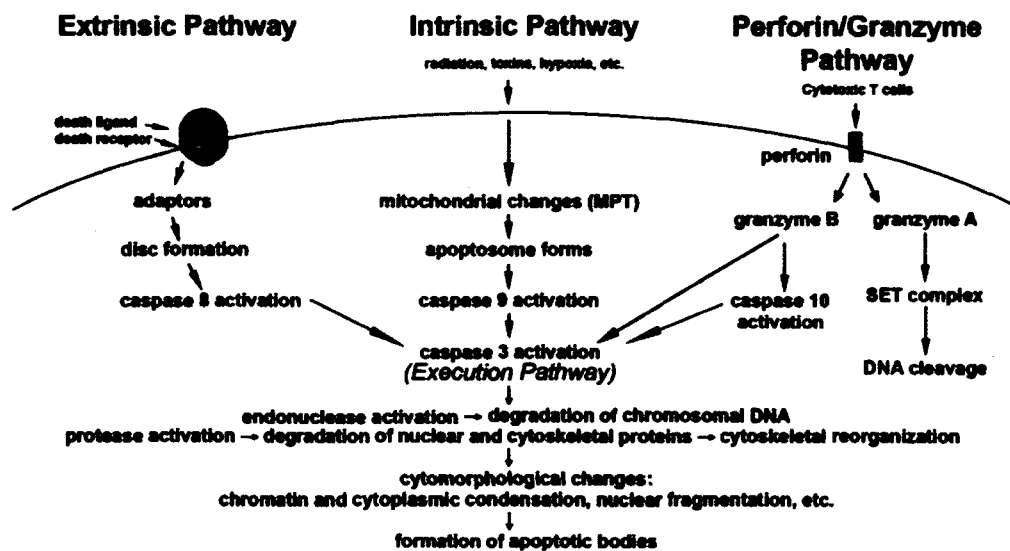 Extrinsic Pathway
Intrinsic Pathway
Perforin/Granzyme
Pathway
radiation, toxins, hypoxia, etc.
Cytotoxic T cells
death ligand
death receptor
perforin
adaptors
mitochondrial changes (MPT)
granzyme B
granzyme A
disc formation
apoptosome forms
caspase 8 activation
caspase 9 activation
caspase 10
activation
SET complex
caspase 3 activation
(Execution Pathway)
DNA cleavage
endonuclease activation → degradation of chromosomal DNA
protease activation → degradation of nuclear and cytoskeletal proteins → cytoskeletal reorganization
cytomorphological changes:
chromatin and cytoplasmic condensation, nuclear fragmentation, etc.
formation of apoptotic bodies